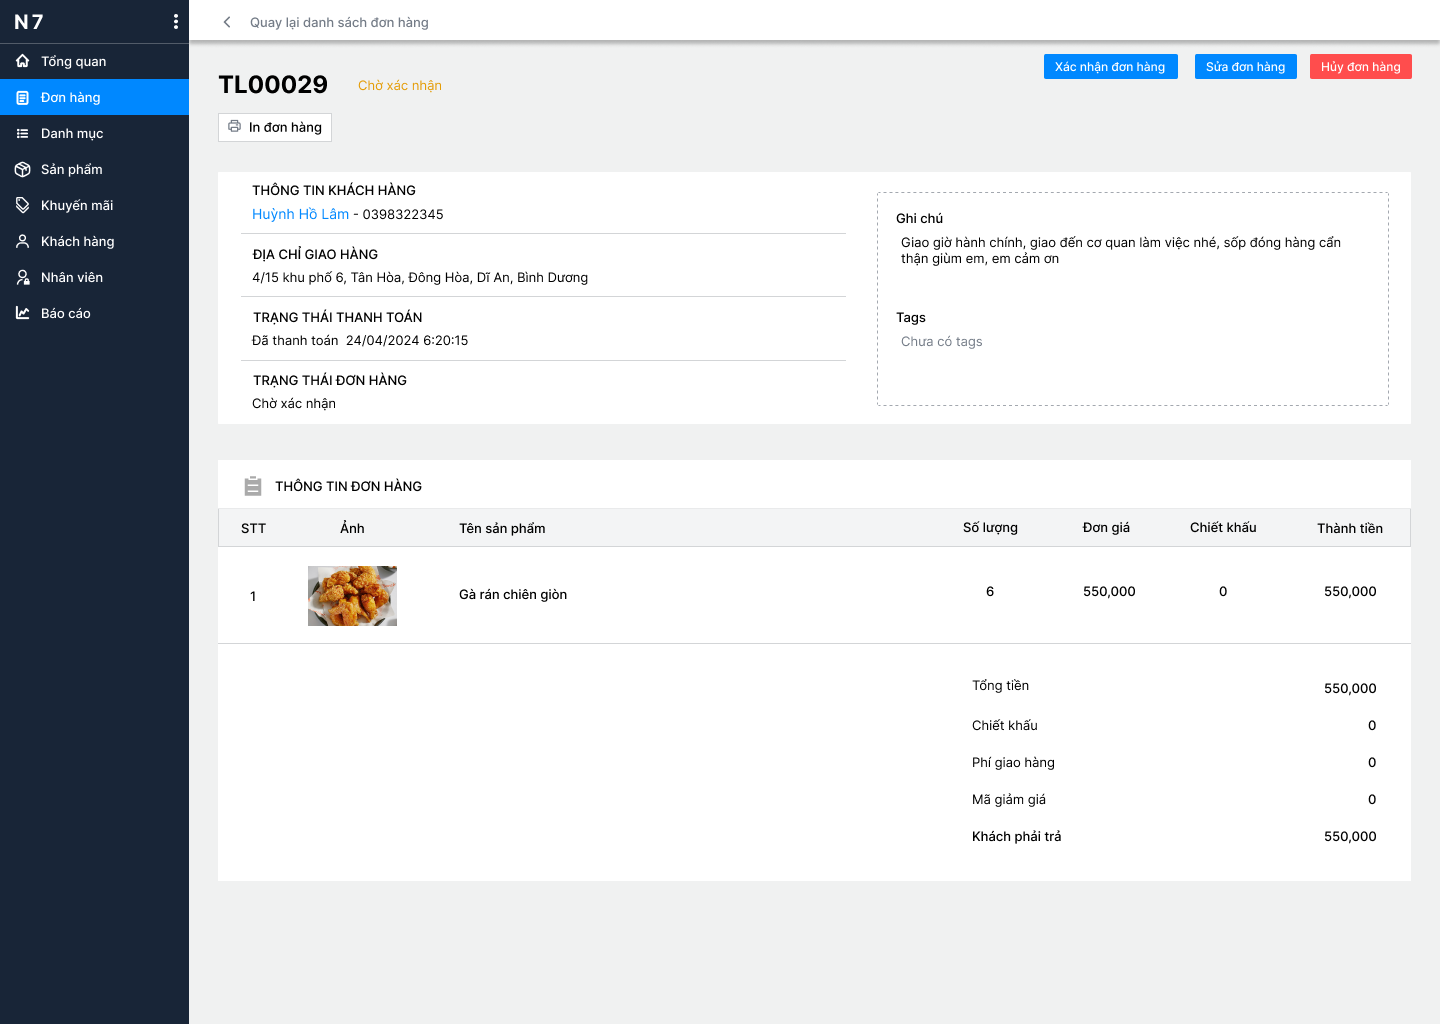 N7
Quay lại danh sách đơn hàng
Tổng quan
Đơn hàng
Danh mục
Sản phẩm
Khuyến mãi
Khách hàng
Nhân viên
Báo cáo
TL00029
Chờ xác nhận
Xác nhận đơn hàng
Sửa đơn hàng
Hủy đơn hàng
In đơn hàng
THÔNG TIN KHÁCH HÀNG
Huỳnh Hồ Lâm - 0398322345
ĐỊA CHỈ GIAO HÀNG
4/15 khu phố 6, Tân Hòa, Đông Hòa, Dĩ An, Bình Dương
TRẠNG THÁI THANH TOÁN
Đã thanh toán 24/04/2024 6:20:15
TRẠNG THÁI ĐƠN HÀNG
Chờ xác nhận
Ghi chú
Giao giờ hành chính, giao đến cơ quan làm việc nhé, sốp đóng hàng cẩn
thận giùm em, em cảm ơn
Tags
Chưa có tags
THÔNG TIN ĐƠN HÀNG
STT Ảnh Tên sản phẩm Số lượng Đơn giá Chiết khấu Thành tiền
1 Gà rán chiên giòn 6 550,000 0 550,000
Tổng tiền 550,000
Chiết khấu 0
Phí giao hàng 0
Mã giảm giá 0
Khách phải trả 550,000